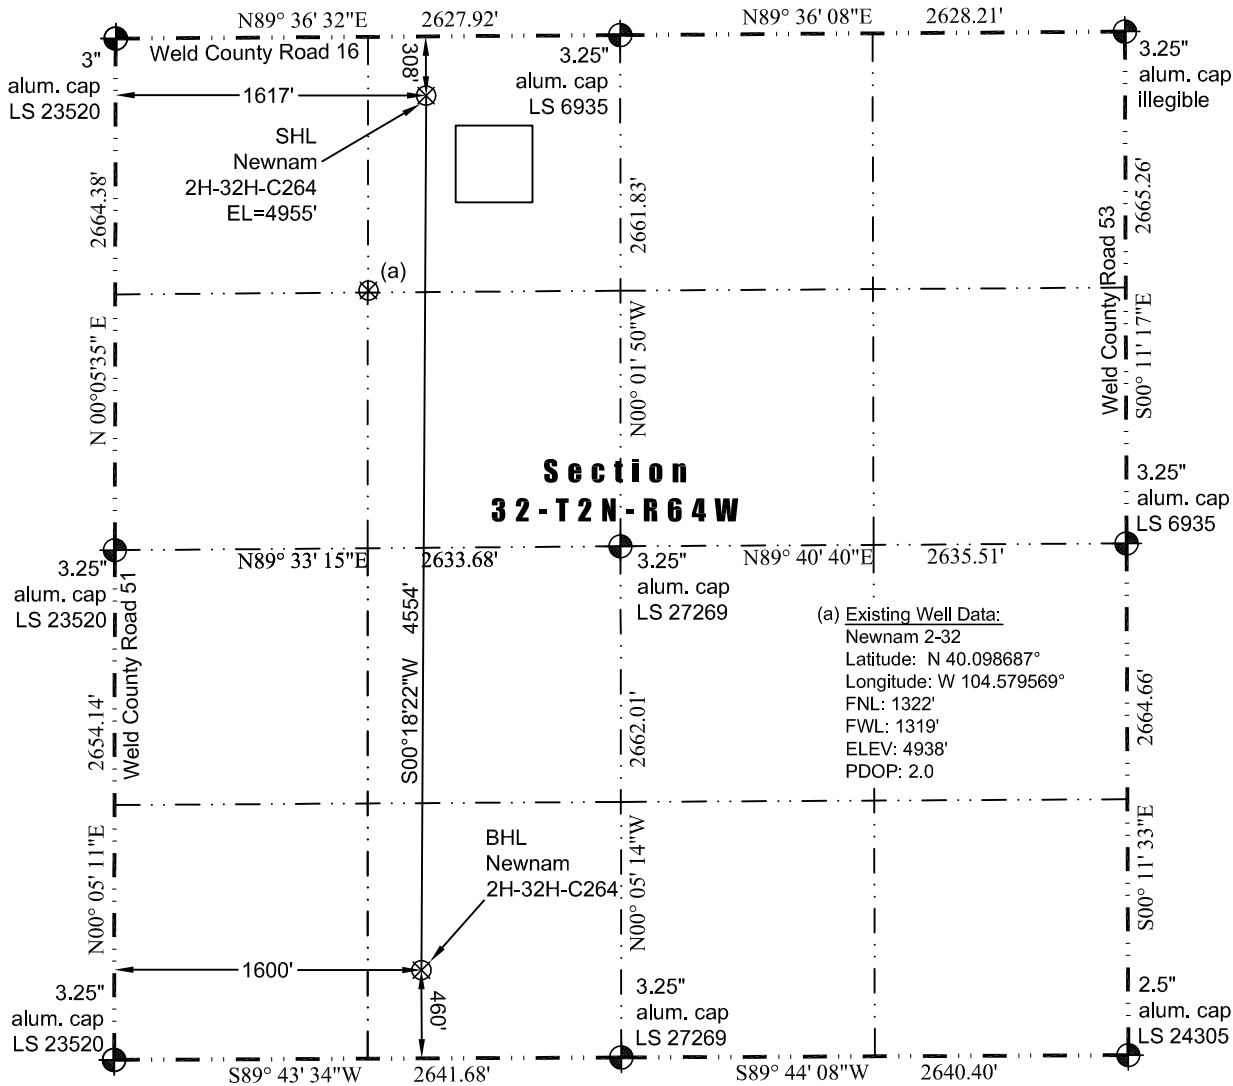 N89° 36' 32"E 2627.92' N89° 36' 08"E 2628.21'
Weld County Road 16
3"
alum. cap
LS 23520
308'
3.25"
alum. cap
LS 6935
3.25"
alum. cap
illegible
1617'
SHL
Newnam
2H-32H-C264
EL=4955'
2664.38'
2661.83'
2665.26'
Weld County Road 53
(a)
N 00°05'35" E
N00° 01' 50"W
S00° 11' 17"E
Section
32-T2N-R64W
3.25"
alum. cap
LS 6935
N89° 33' 15"E 2633.68' N89° 40' 40"E 2635.51'
3.25"
alum. cap
LS 23520
3.25"
alum. cap
LS 27269
Weld County Road 51
S00°18'22"W 4554'
(a) Existing Well Data:
Newnam 2-32
Latitude: N 40.098687°
Longitude: W 104.579569°
FNL: 1322'
FWL: 1319'
ELEV: 4938'
PDOP: 2.0
2654.14'
2662.01'
2664.66'
N00° 05' 11"E
BHL
Newnam
2H-32H-C264
N00° 05' 14"W
S00° 11' 33"E
1600'
460'
3.25"
alum. cap
LS 23520
3.25"
alum. cap
LS 27269
2.5"
alum. cap
LS 24305
S89° 43' 34"W 2641.68' S89° 44' 08"W 2640.40'